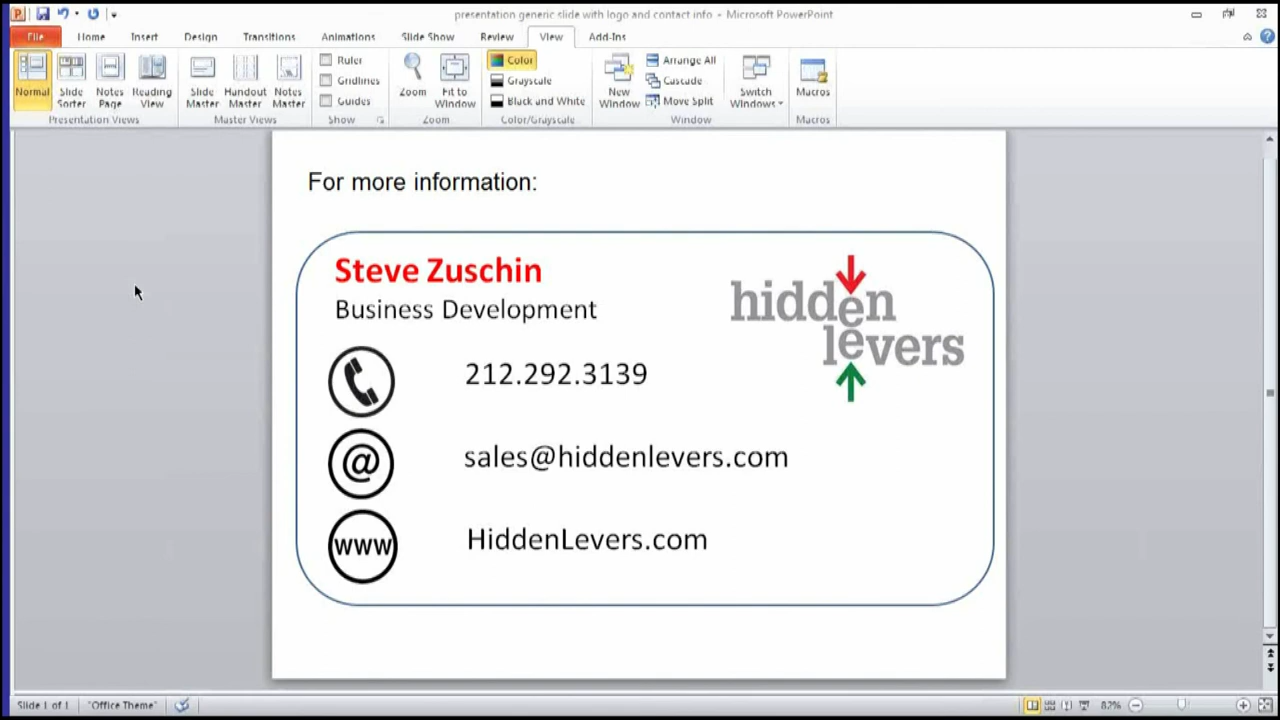 presentation generic slide with logo and contact info - Microsoft PowerPoint
File Home Insert Design Transitions Animations Slide Show Review View Add-Ins
Normal
Slide Sorter
Notes Page
Reading View
Presentation Views
Slide Master
Handout Master
Notes Master
Master Views
Ruler
Gridlines
Guides
Show
Zoom
Fit to Window
Zoom
Color
Grayscale
Black and White
Color/Grayscale
New Window
Arrange All
Cascade
Move Split
Switch Windows
Window
Macros
Macros
For more information:
Steve Zuschin
Business Development
hidden
levers
212.292.3139
@ sales@hiddenlevers.com
www HiddenLevers.com
Slide 1 of 1 "Office Theme" 82%